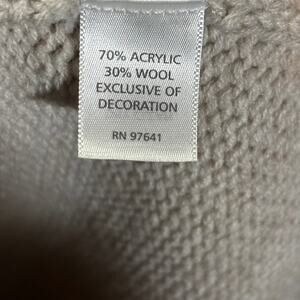 70% ACRYLIC
30% WOOL
EXCLUSIVE OF
DECORATION
RN 97641